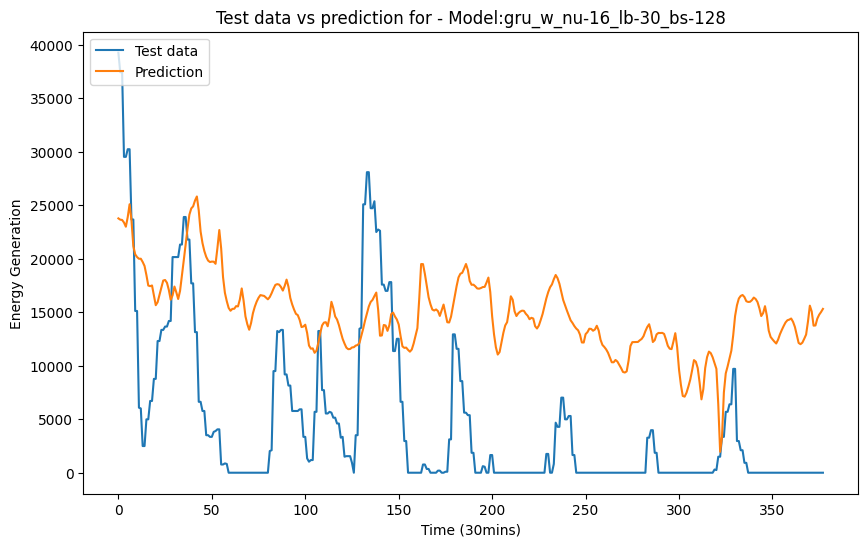 Test data vs prediction for - Model:gru_w_nu-16_lb-30_bs-128
Test data
Prediction
Energy Generation
40000
35000
30000
25000
20000
15000
10000
5000
0
0 50 100 150 200 250 300 350
Time (30mins)